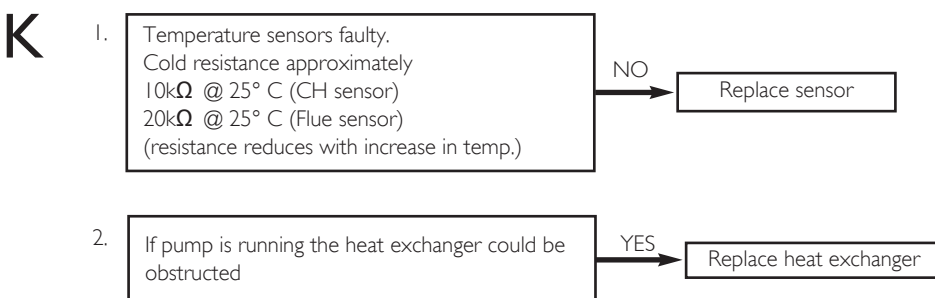 K
1.
Temperature sensors faulty.
Cold resistance approximately
10kΩ @ 25° C (CH sensor)
20kΩ @ 25° C (Flue sensor)
(resistance reduces with increase in temp.)
NO
Replace sensor
2.
If pump is running the heat exchanger could be
obstructed
YES
Replace heat exchanger